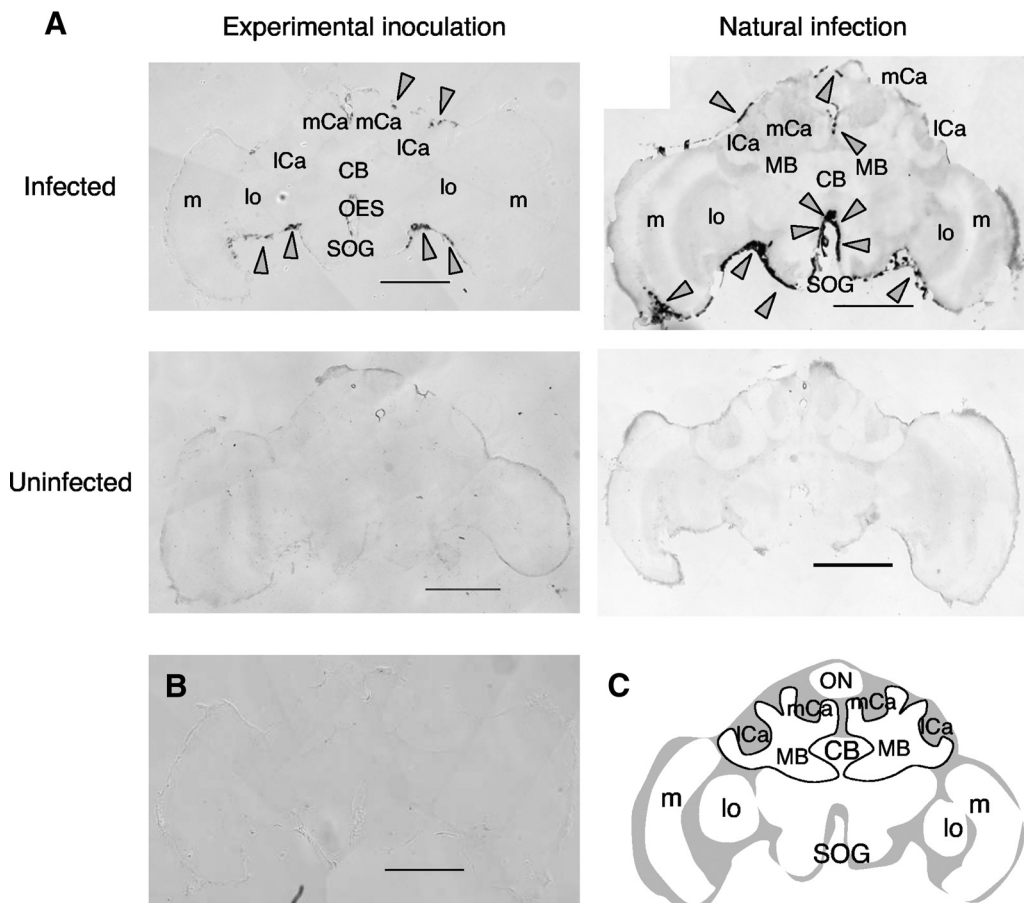 A
Experimental inoculation
Natural infection
Infected
mCa mCa
lCa
lCa
CB
lo
lo
m
m
OES
SOG
mCa
mCa
lCa
lCa
MB
MB
CB
m
lo
lo
m
SOG
Uninfected
B
C
ON
mCa
mCa
lCa
lCa
MB
CB
MB
m
lo
lo
m
SOG